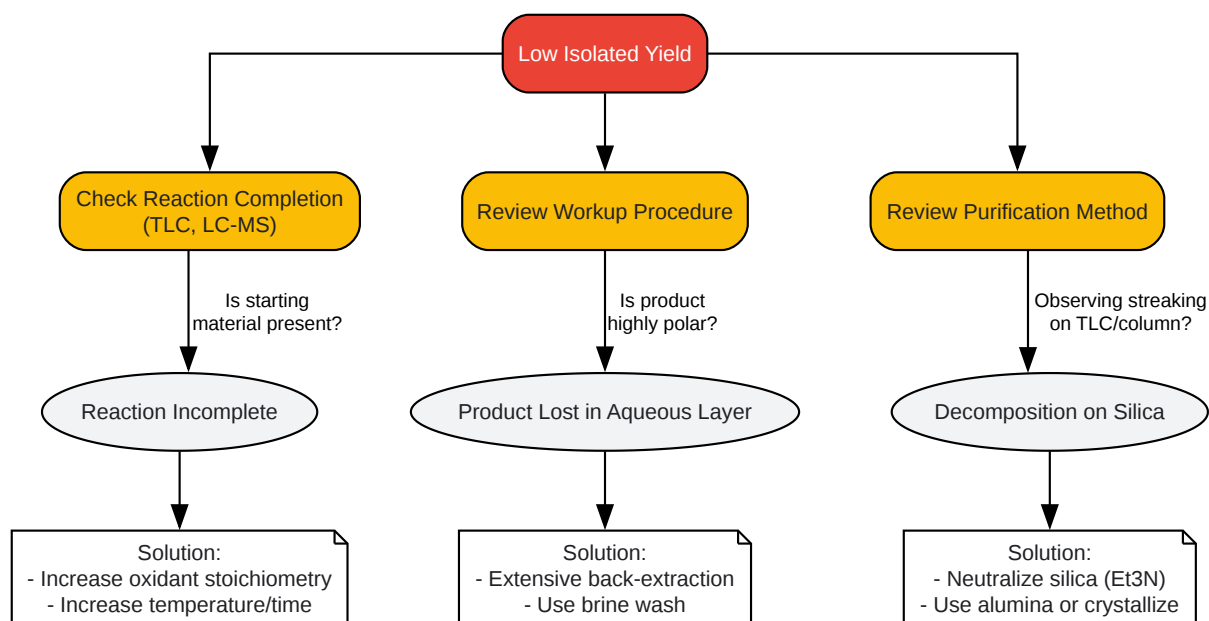 Low Isolated Yield
Check Reaction Completion
(TLC, LC-MS)
Review Workup Procedure
Review Purification Method
Is starting
material present?
Is product
highly polar?
Observing streaking
on TLC/column?
Reaction Incomplete
Product Lost in Aqueous Layer
Decomposition on Silica
Solution:
- Increase oxidant stoichiometry
- Increase temperature/time
Solution:
- Extensive back-extraction
- Use brine wash
Solution:
- Neutralize silica (Et3N)
- Use alumina or crystallize